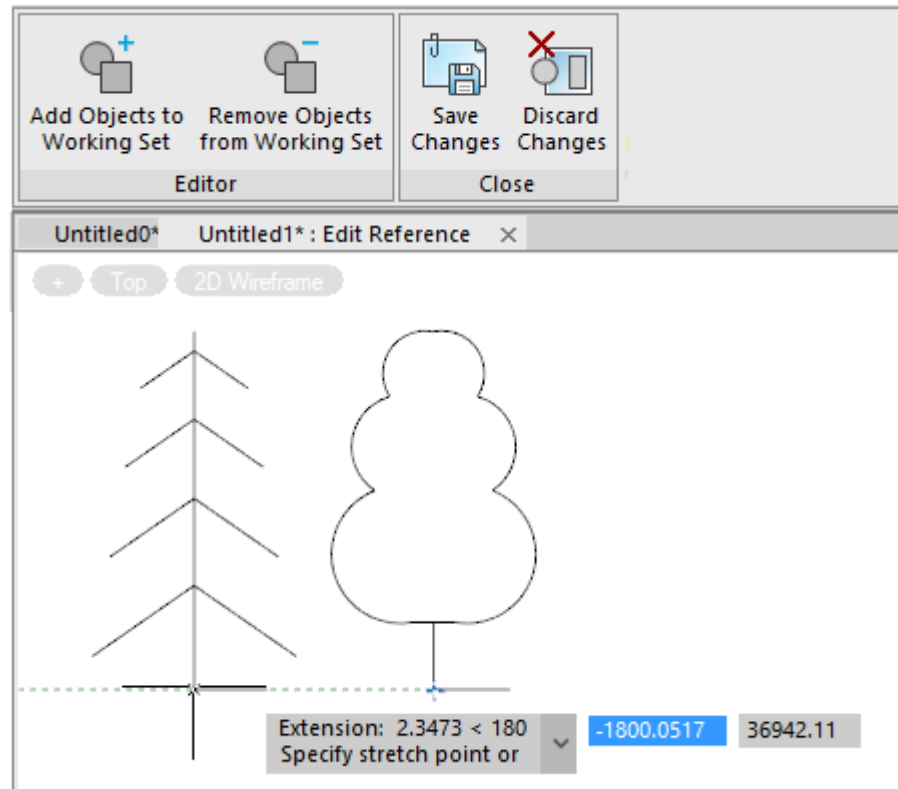 Add Objects to
Working Set
Remove Objects
from Working Set
Editor
Save
Changes
Discard
Changes
Close
Untitled0*
Untitled1* : Edit Reference
+ Top 2D Wireframe
Extension: 2.3473 < 180
Specify stretch point or
-1800.0517
36942.11